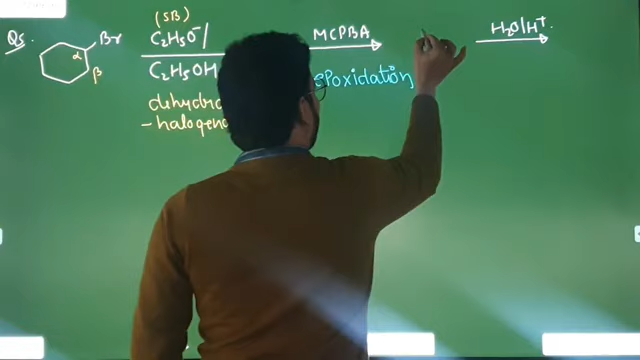 Qs.
Br
α
β
(SB)
C₂H₅O⁻/
C₂H₅OH
MCPBA
epoxidation
H₂O/H⁺